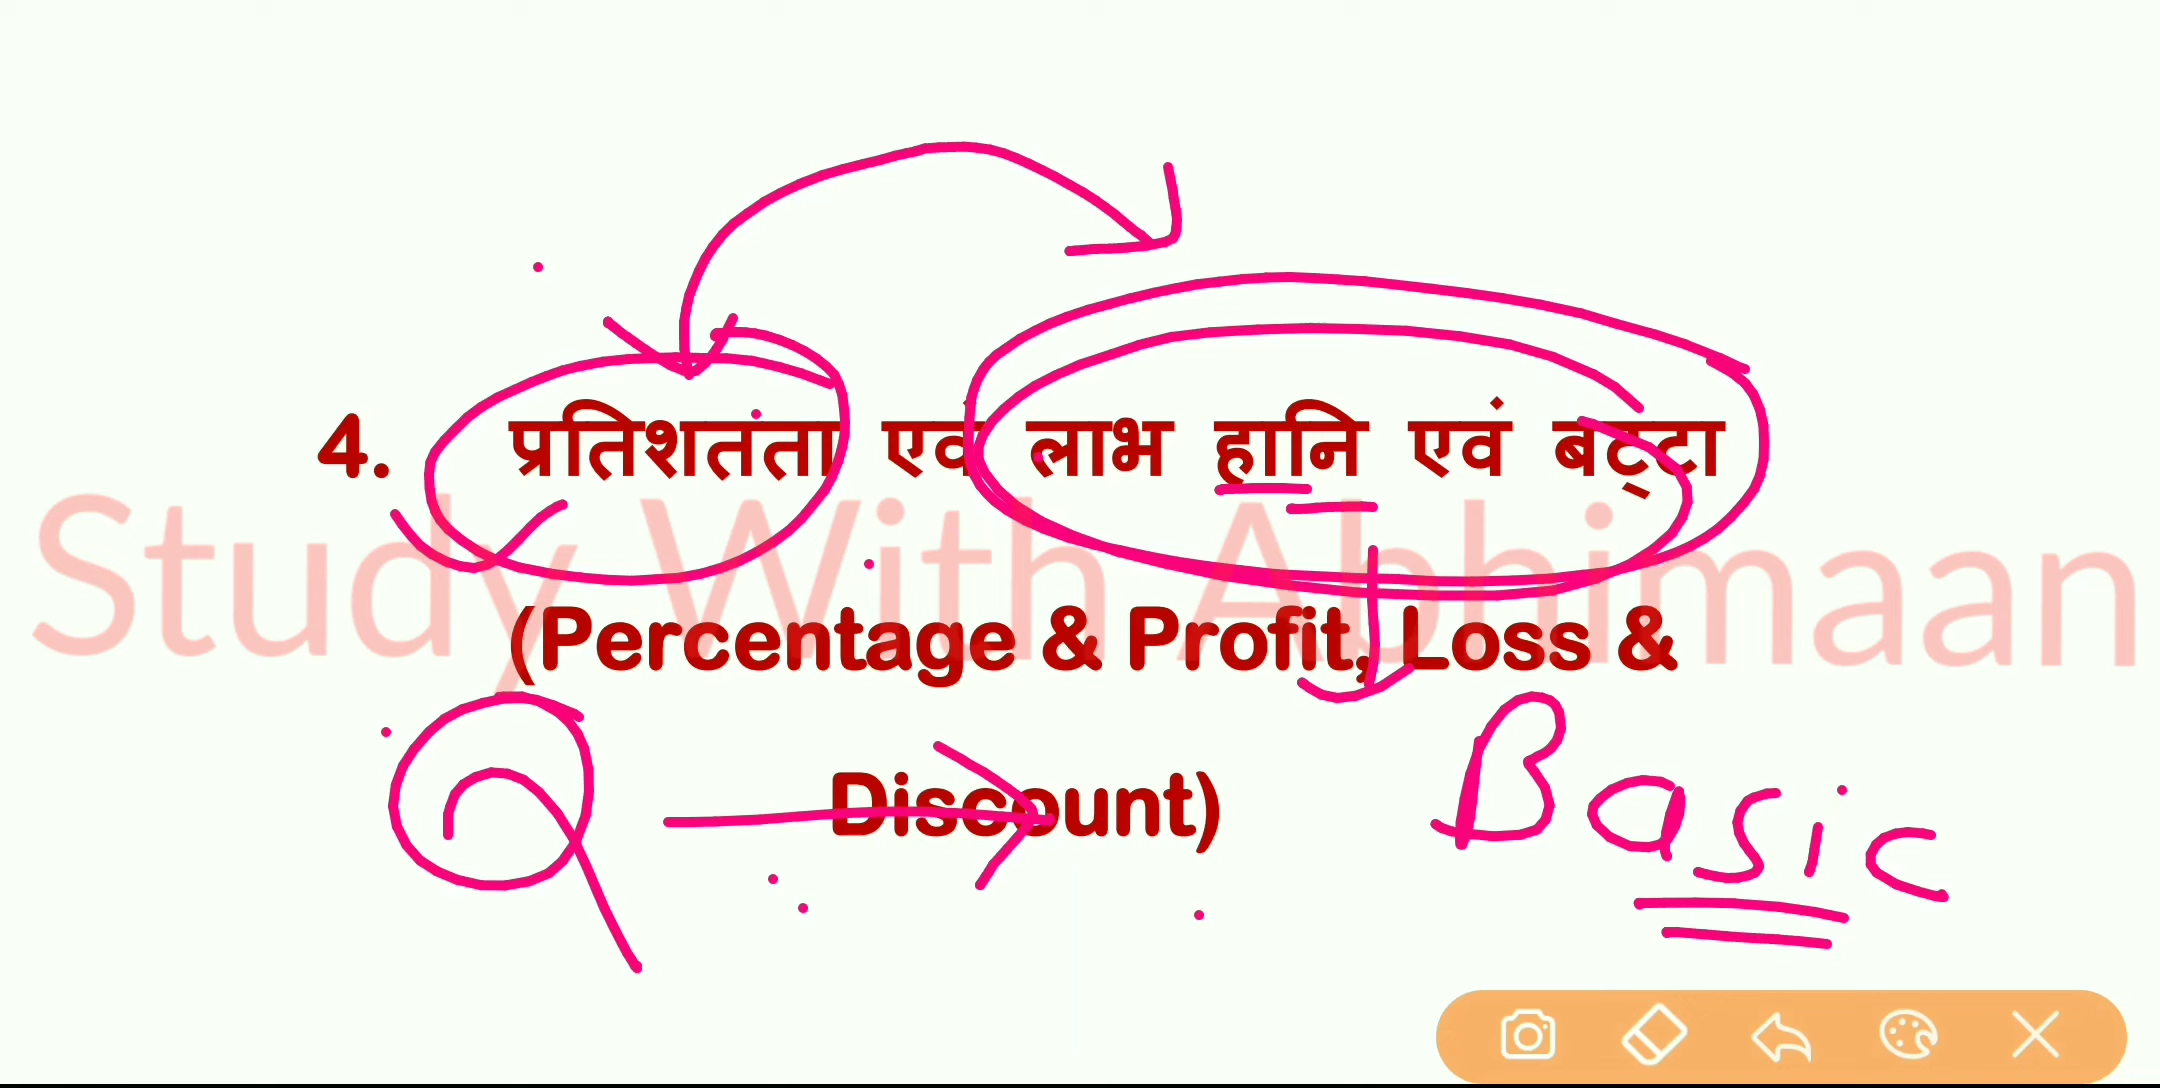 4. प्रतिशतता एवं लाभ हानि एवं बट्टा
Study With Abhimaan
(Percentage & Profit, Loss &
Discount)
Q
Basic